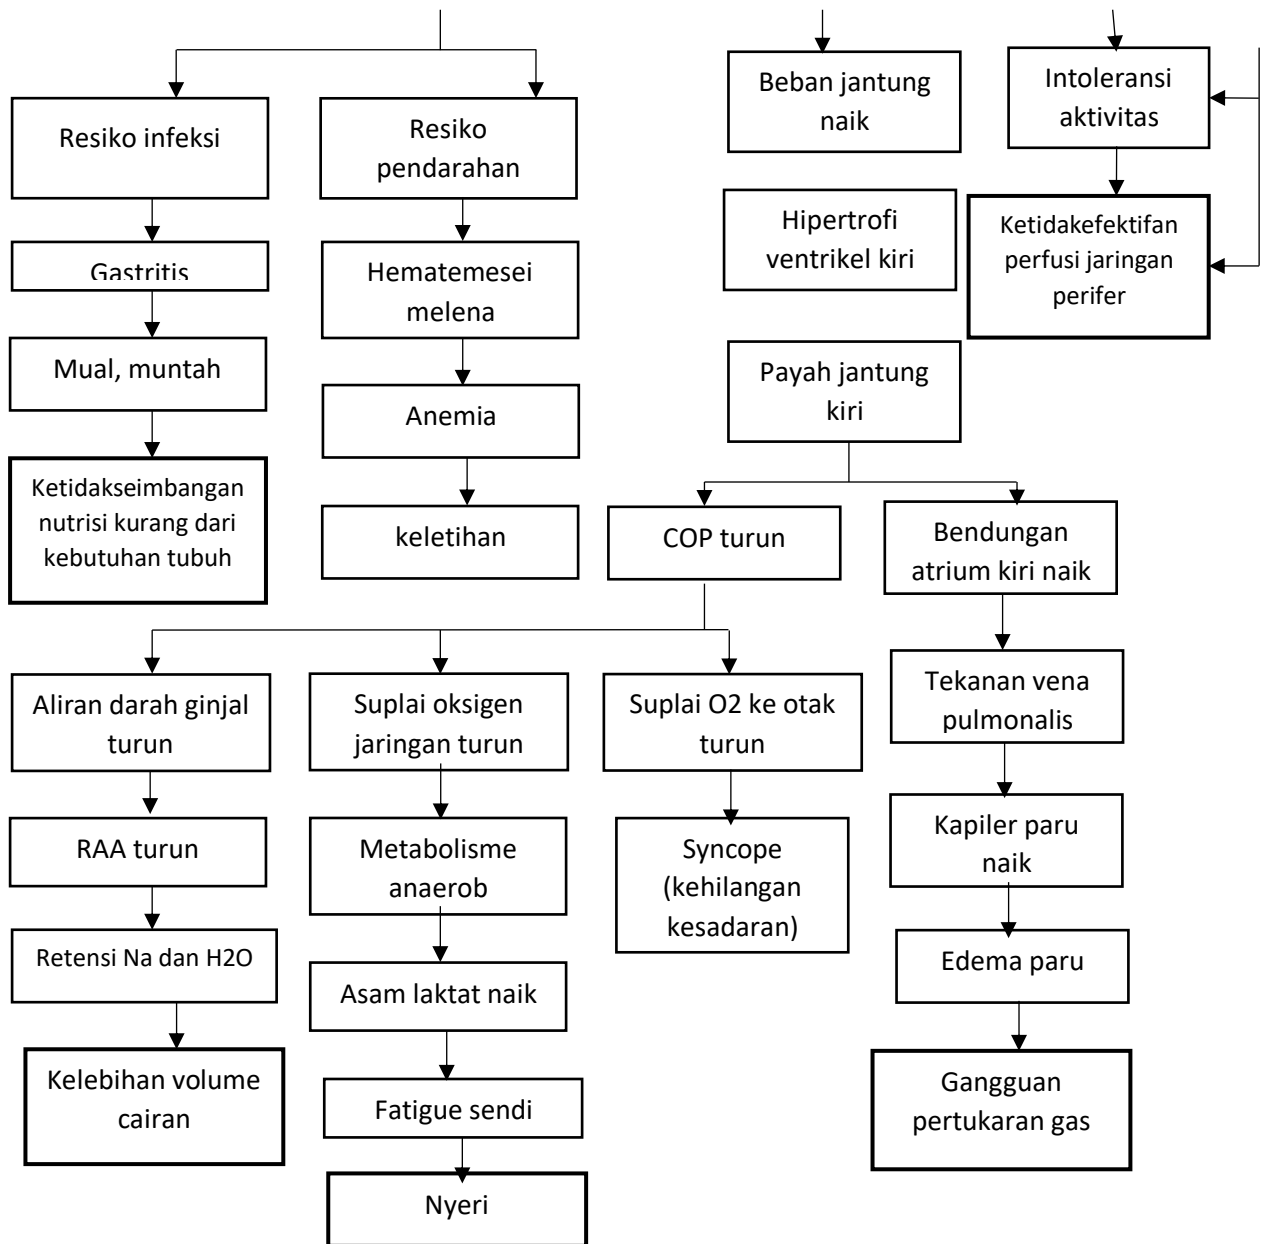 Resiko infeksi
Resiko
pendarahan
Beban jantung
naik
Intoleransi
aktivitas
Gastritis
Hematemesei
melena
Hipertrofi
ventrikel kiri
Ketidakefektifan
perfusi jaringan
perifer
Mual, muntah
Anemia
Payah jantung
kiri
Ketidakseimbangan
nutrisi kurang dari
kebutuhan tubuh
keletihan
COP turun
Bendungan
atrium kiri naik
Aliran darah ginjal
turun
Suplai oksigen
jaringan turun
Suplai O2 ke otak
turun
Tekanan vena
pulmonalis
RAA turun
Metabolisme
anaerob
Syncope
(kehilangan
kesadaran)
Kapiler paru
naik
Retensi Na dan H2O
Asam laktat naik
Edema paru
Kelebihan volume
cairan
Fatigue sendi
Gangguan
pertukaran gas
Nyeri